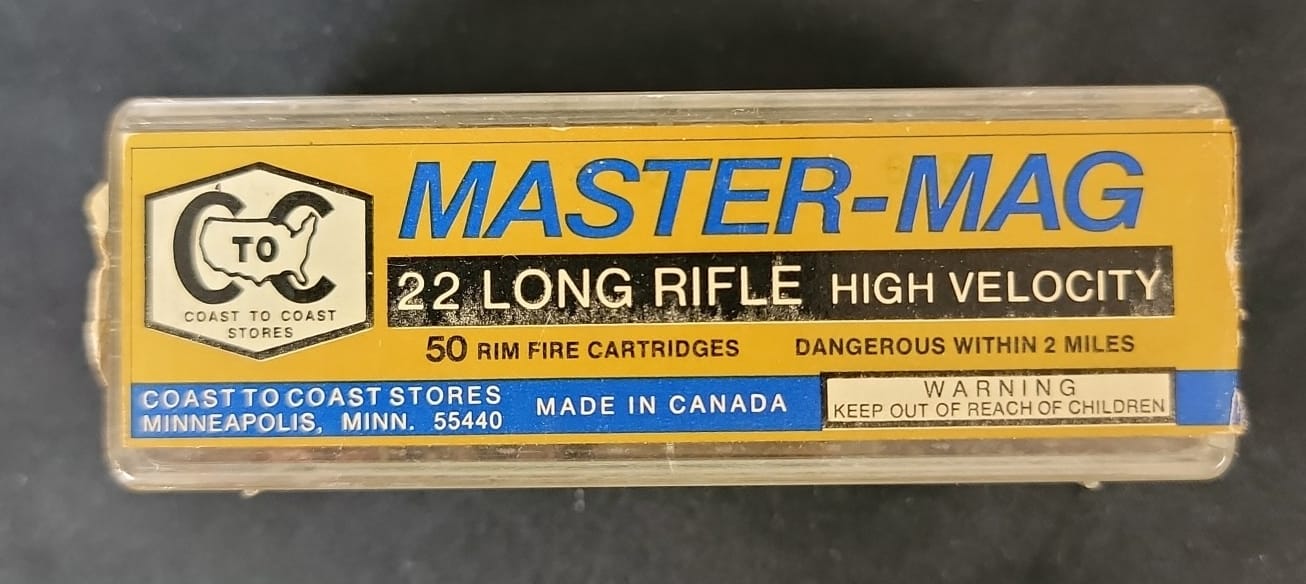 C TO C
COAST TO COAST
STORES
MASTER-MAG
22 LONG RIFLE HIGH VELOCITY
50 RIM FIRE CARTRIDGES DANGEROUS WITHIN 2 MILES
COAST TO COAST STORES
MINNEAPOLIS, MINN. 55440
MADE IN CANADA
WARNING
KEEP OUT OF REACH OF CHILDREN